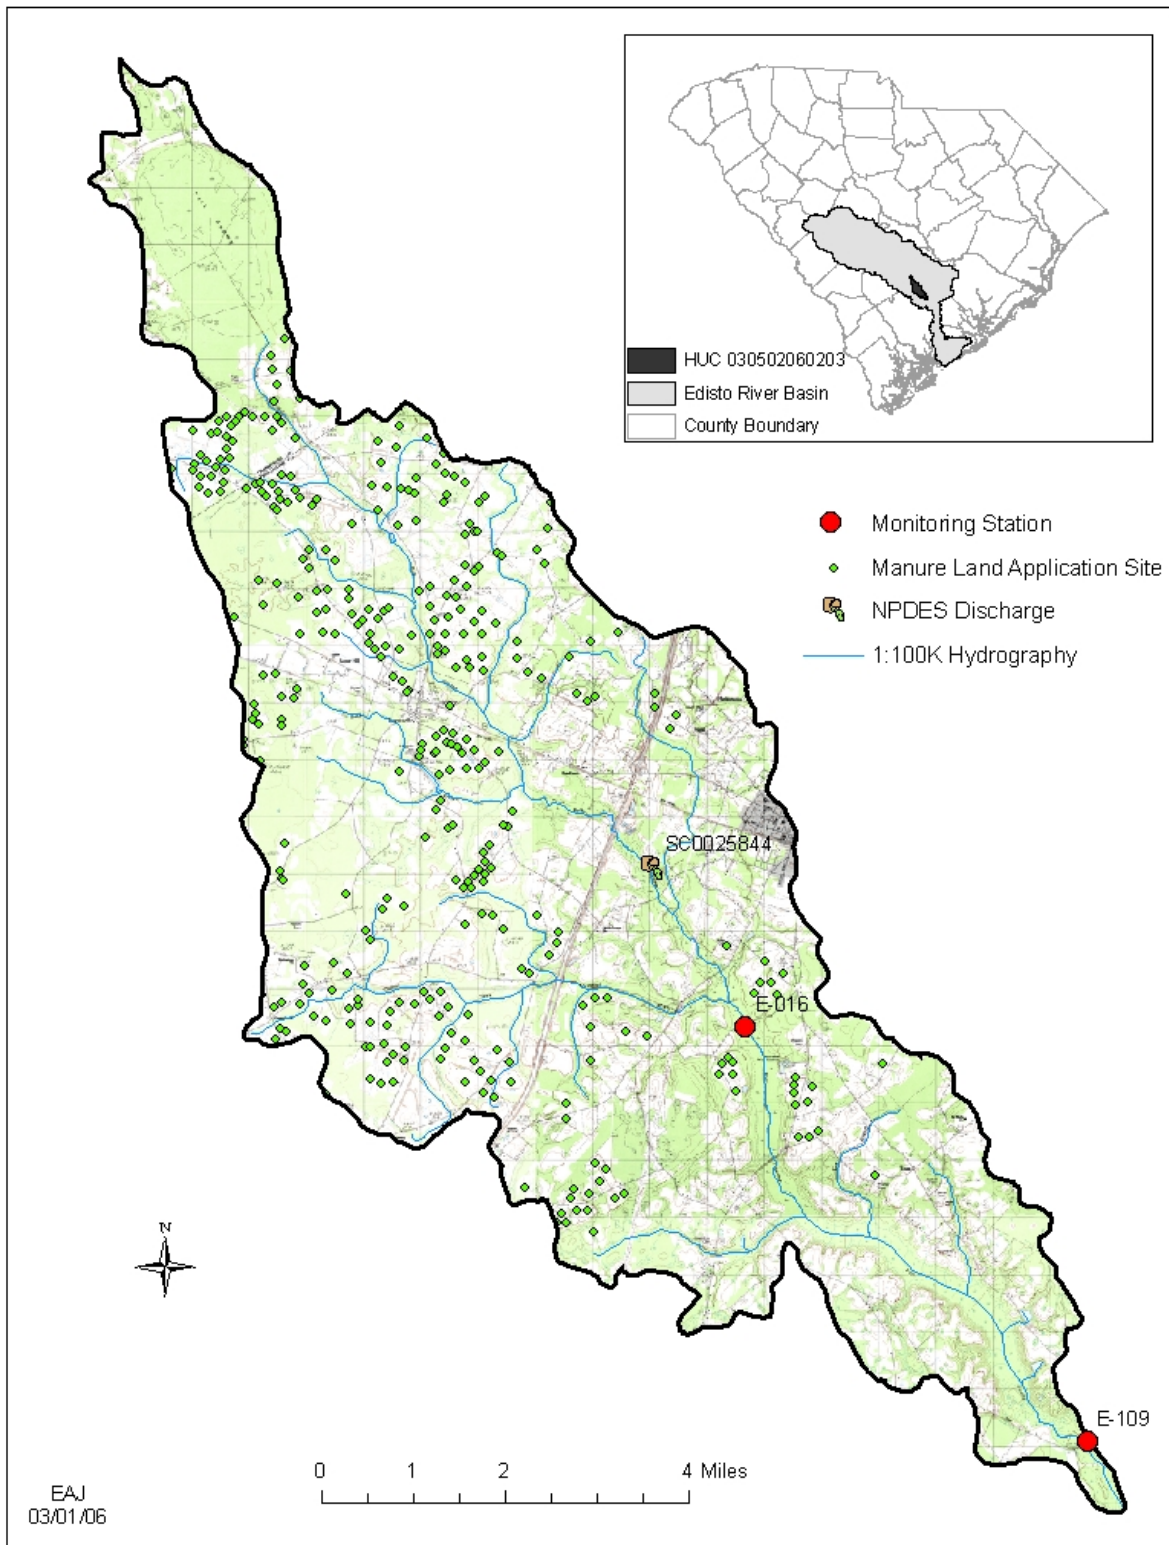 HUC 030502060203
Edisto River Basin
County Boundary
Monitoring Station
Manure Land Application Site
NPDES Discharge
1:100K Hydrography
SC0025844
E-016
N
E-109
0 1 2 4 Miles
EAJ
03/01/06